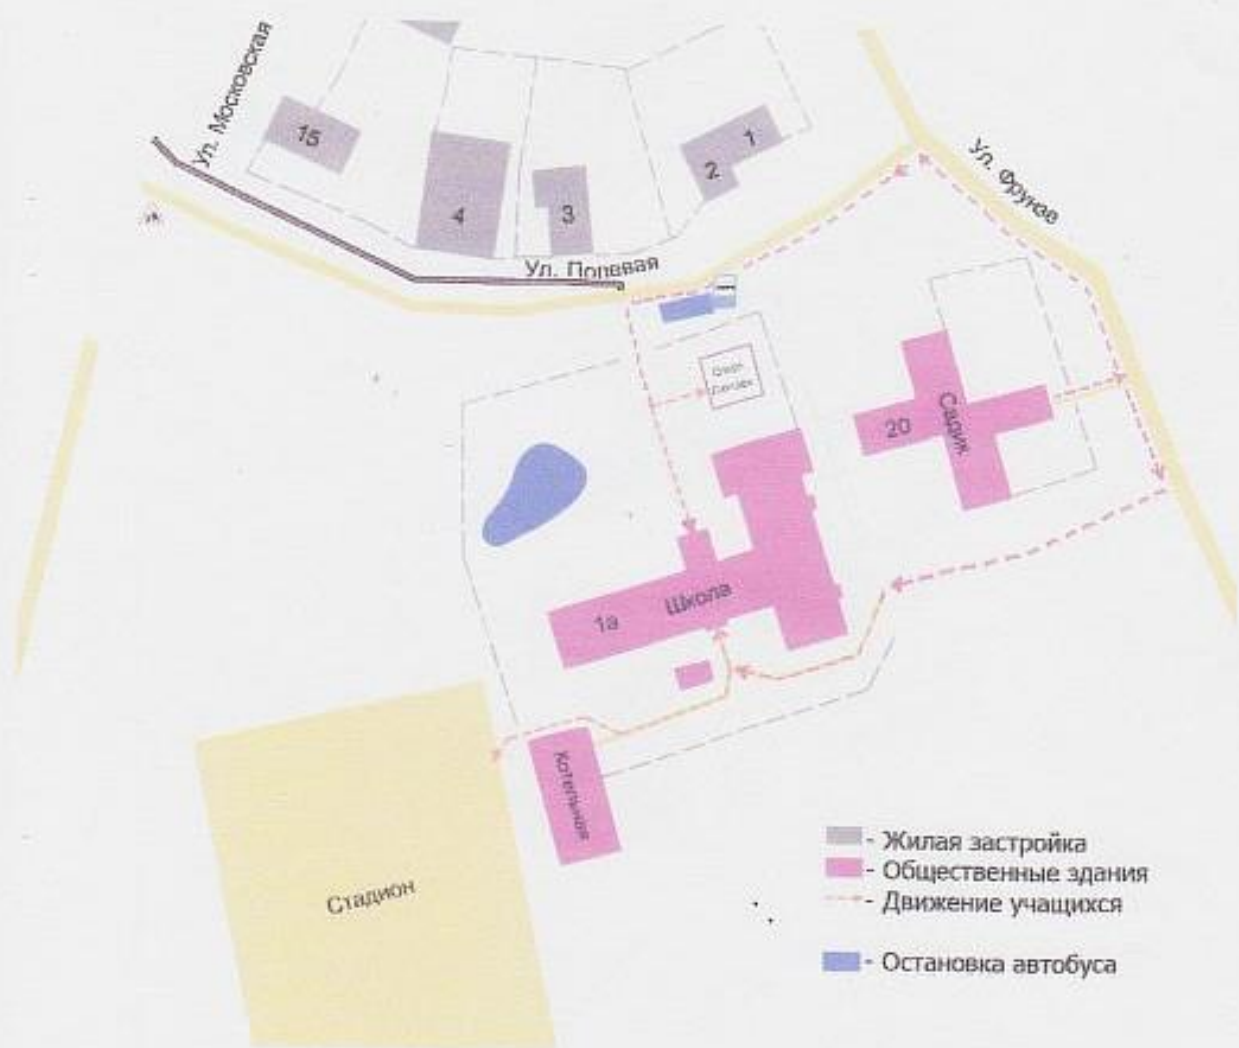 Ул. Московская
15
4
3
2
1
Ул. Полевая
Ул. Фрунзе
20
Садик
1а
Школа
Котельная
Стадион
- Жилая застройка
- Общественные здания
- Движение учащихся
- Остановка автобуса